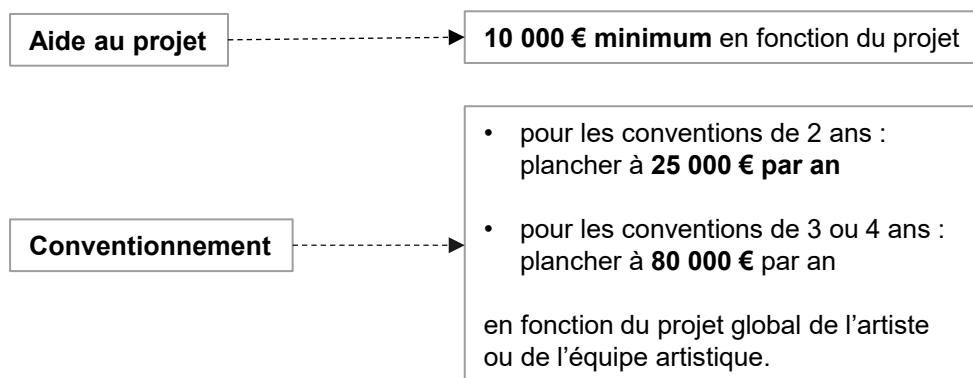 Aide au projet
10 000 € minimum en fonction du projet
• pour les conventions de 2 ans :
plancher à 25 000 € par an
• pour les conventions de 3 ou 4 ans :
plancher à 80 000 € par an
Conventionnement
en fonction du projet global de l’artiste
ou de l’équipe artistique.